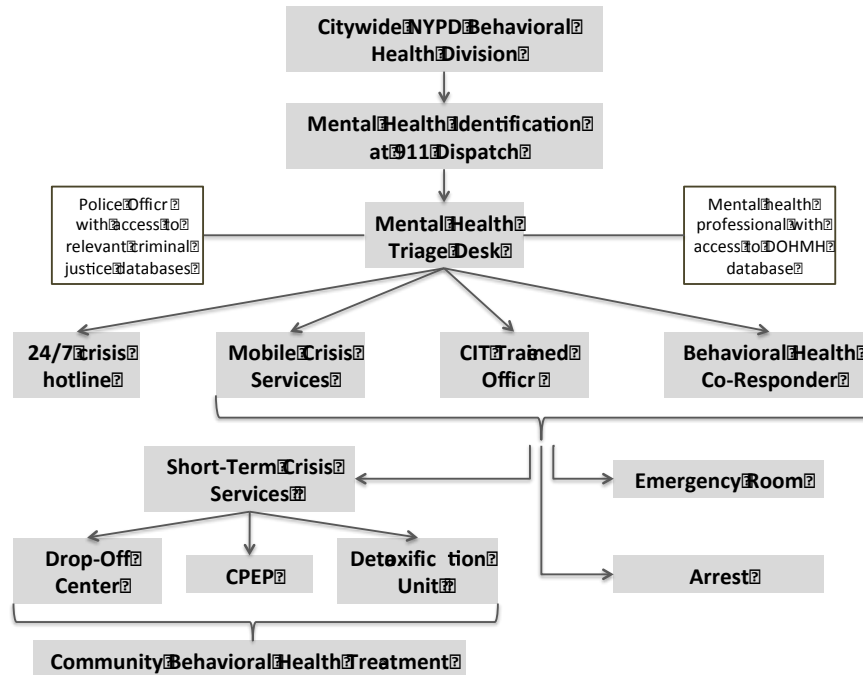 Citywide NYPD Behavioral
Health Division
Mental Health Identification
at 911 Dispatch
Police Officr
with access to
relevant criminal
justice databases
Mental Health
Triage Desk
Mental health
professional with
access to DOHMH
database
24/7 crisis
hotline
Mobile Crisis
Services
CIT Trained
Officr
Behavioral Health
Co-Responder
Short-Term Crisis
Services
Emergency Room
Drop-Off
Center
CPEP
Detoxific tion
Unit
Arrest
Community Behavioral Health Treatment